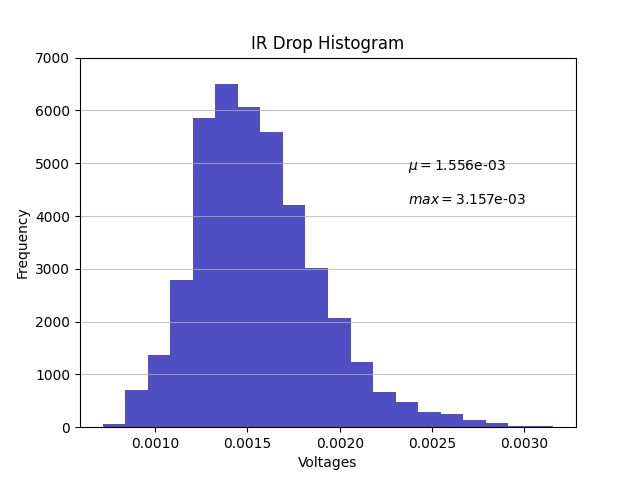 IR Drop Histogram
7000
6000
5000
4000
3000
2000
1000
0
Frequency
μ = 1.556e-03
max = 3.157e-03
0.0010 0.0015 0.0020 0.0025 0.0030
Voltages